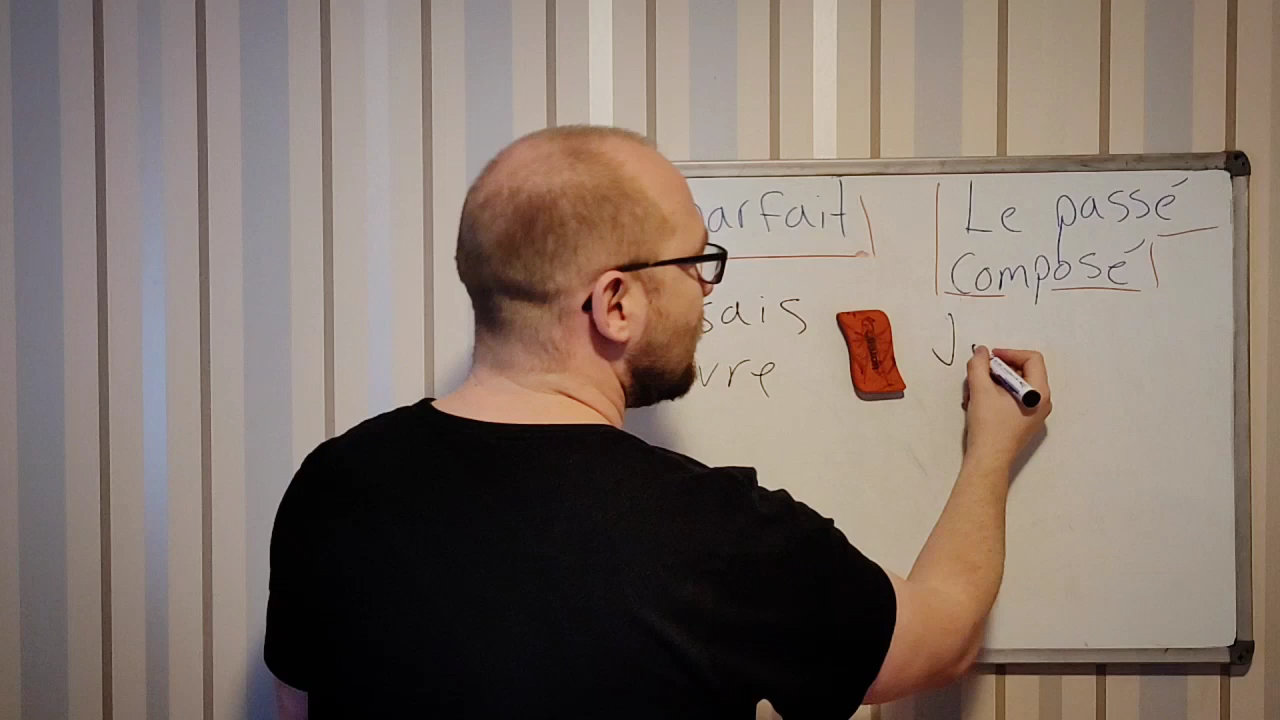 arfait
sais
vre
Le passé
composé
J